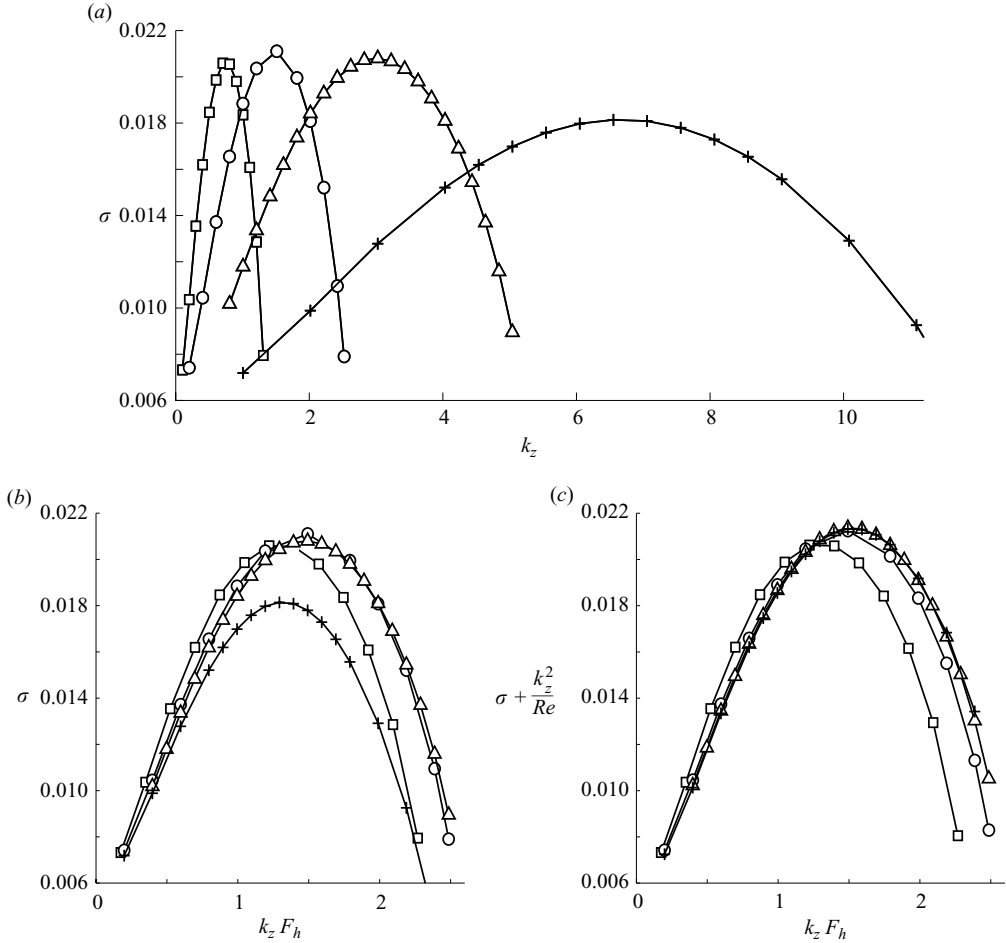 (a)
0.022
0.018
σ 0.014
0.010
0.006
0 2 4 6 8 10
k_z
(b) (c)
0.022 0.022
0.018 0.018
σ 0.014 σ + k_z^2/Re 0.014
0.010 0.010
0.006 0.006
0 1 2 0 1 2
k_z F_h k_z F_h